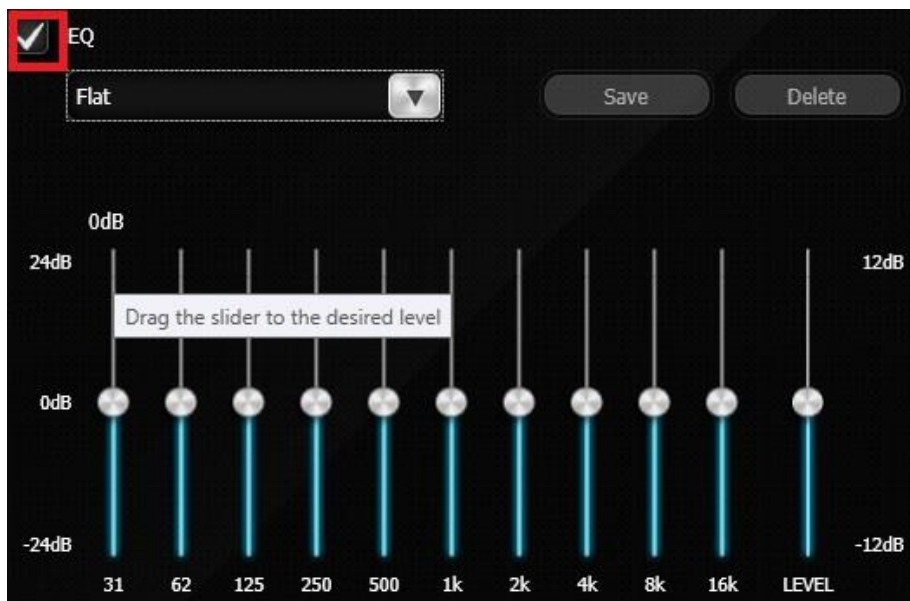 EQ
Flat
Save Delete
0dB
24dB 12dB
Drag the slider to the desired level
0dB
-24dB -12dB
31 62 125 250 500 1k 2k 4k 8k 16k LEVEL